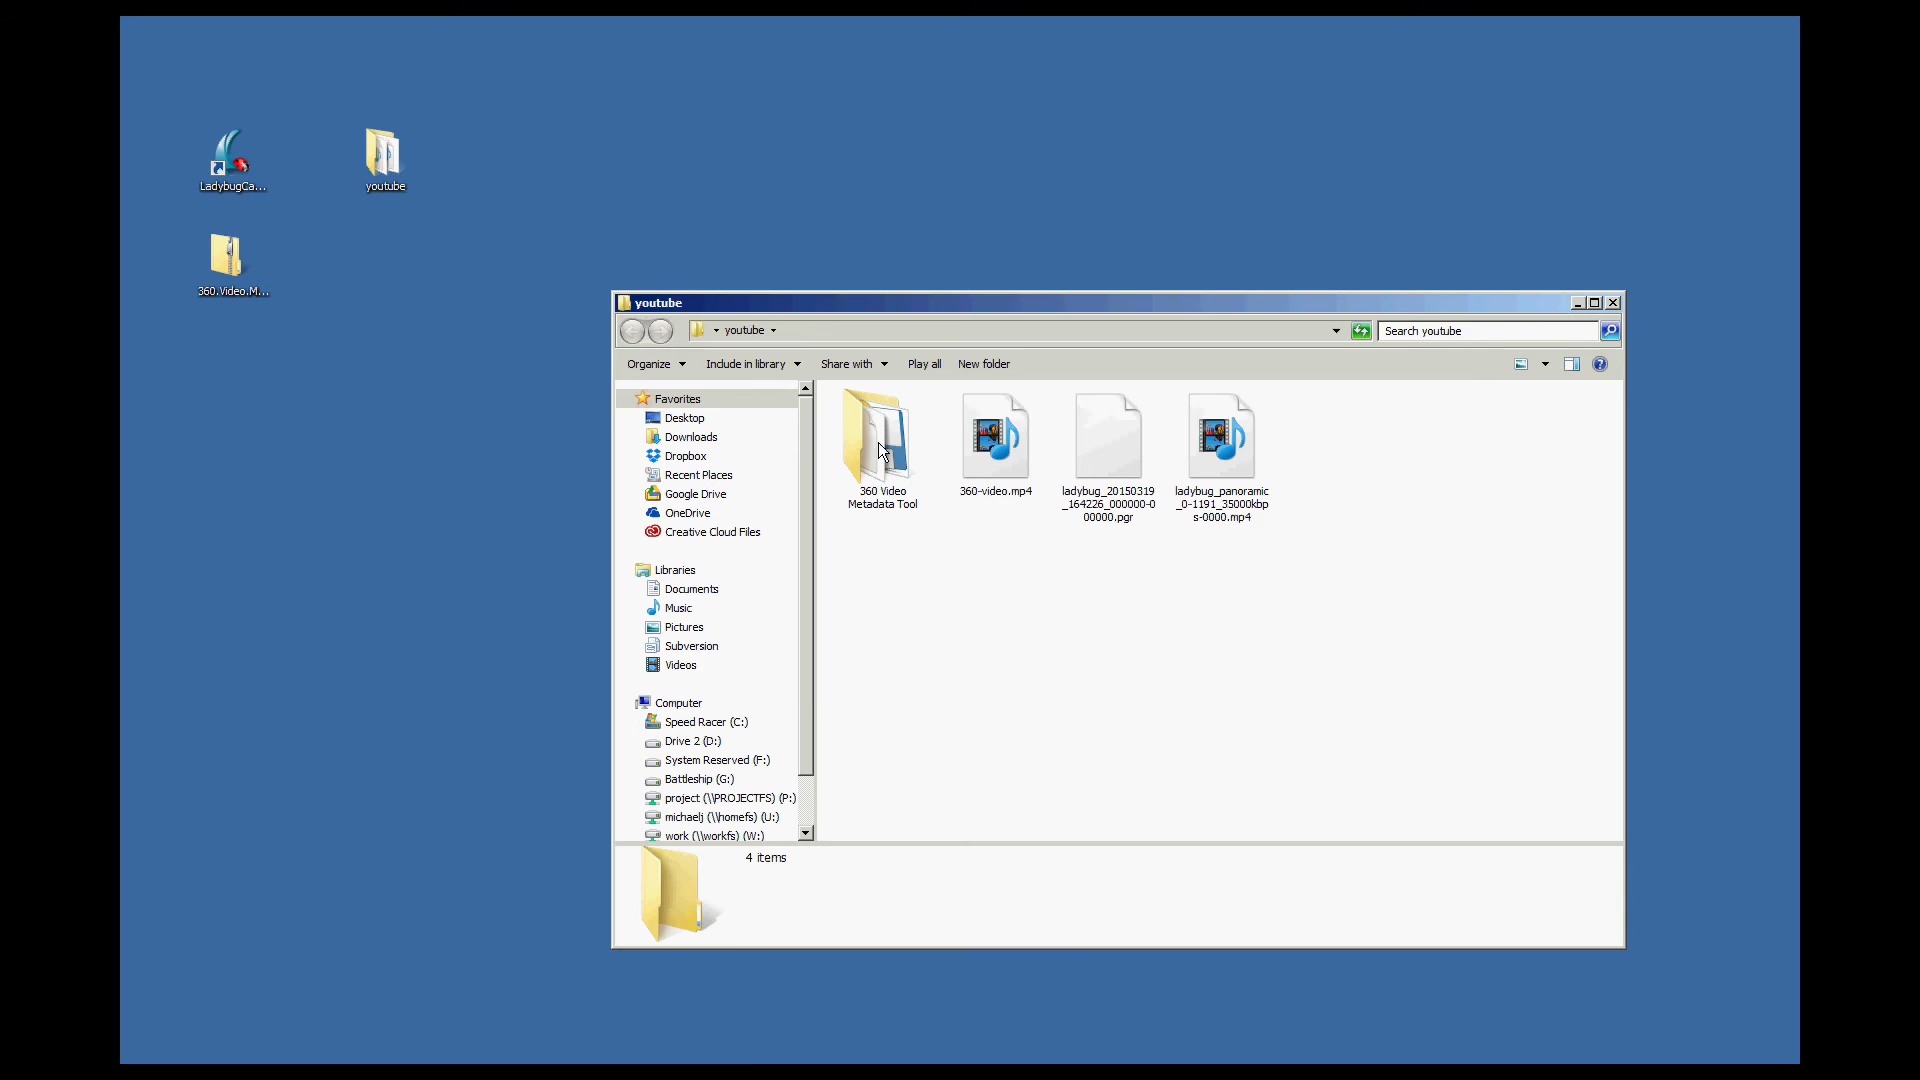 LadybugCa...
youtube
360.Video.M...
youtube
youtube
Search youtube
Organize
Include in library
Share with
Play all
New folder
Favorites
Desktop
Downloads
Dropbox
Recent Places
Google Drive
OneDrive
Creative Cloud Files
Libraries
Documents
Music
Pictures
Subversion
Videos
Computer
Speed Racer (C:)
Drive 2 (D:)
System Reserved (F:)
Battleship (G:)
project (\\PROJECTFS) (P:)
michaelj (\\homefs) (U:)
work (\\workfs) (W:)
360 Video
Metadata Tool
360-video.mp4
ladybug_20150319
_164226_000000-0
00000.pgr
ladybug_panoramic
_0-1191_35000kbp
s-0000.mp4
4 items